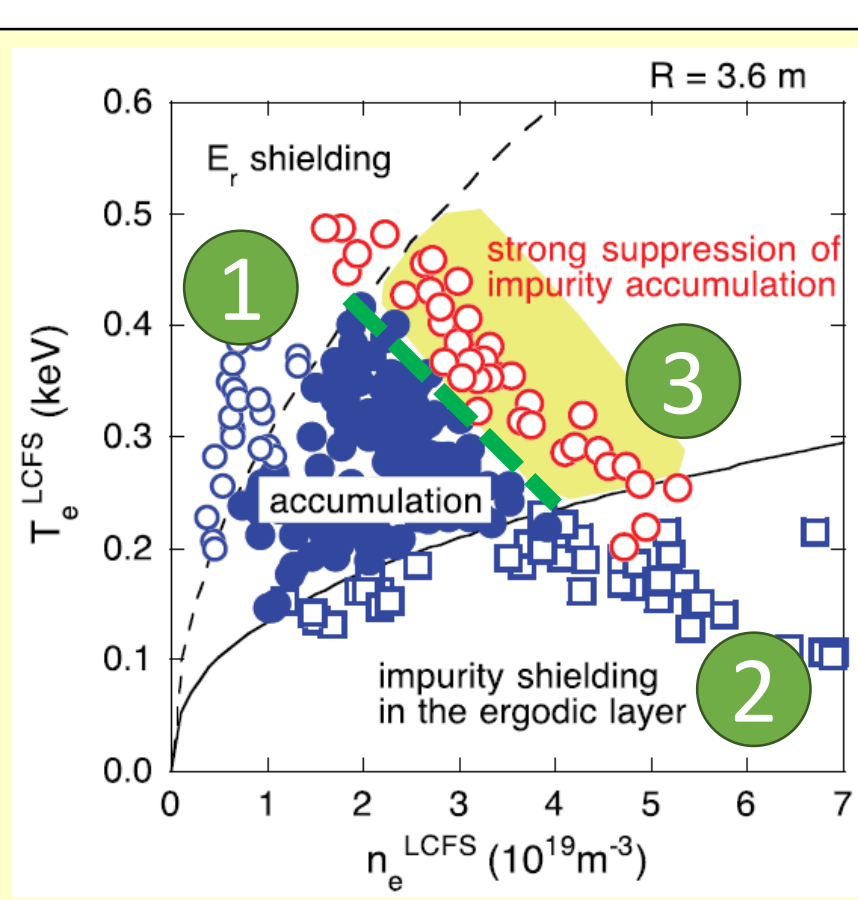 R = 3.6 m
0.6
E_r shielding
0.5
strong suppression of
impurity accumulation
1
0.4
3
0.3
T_e^LCFS (keV)
accumulation
0.2
0.1
impurity shielding
in the ergodic layer
2
0.0
0 1 2 3 4 5 6 7
n_e^LCFS (10^19 m^-3)